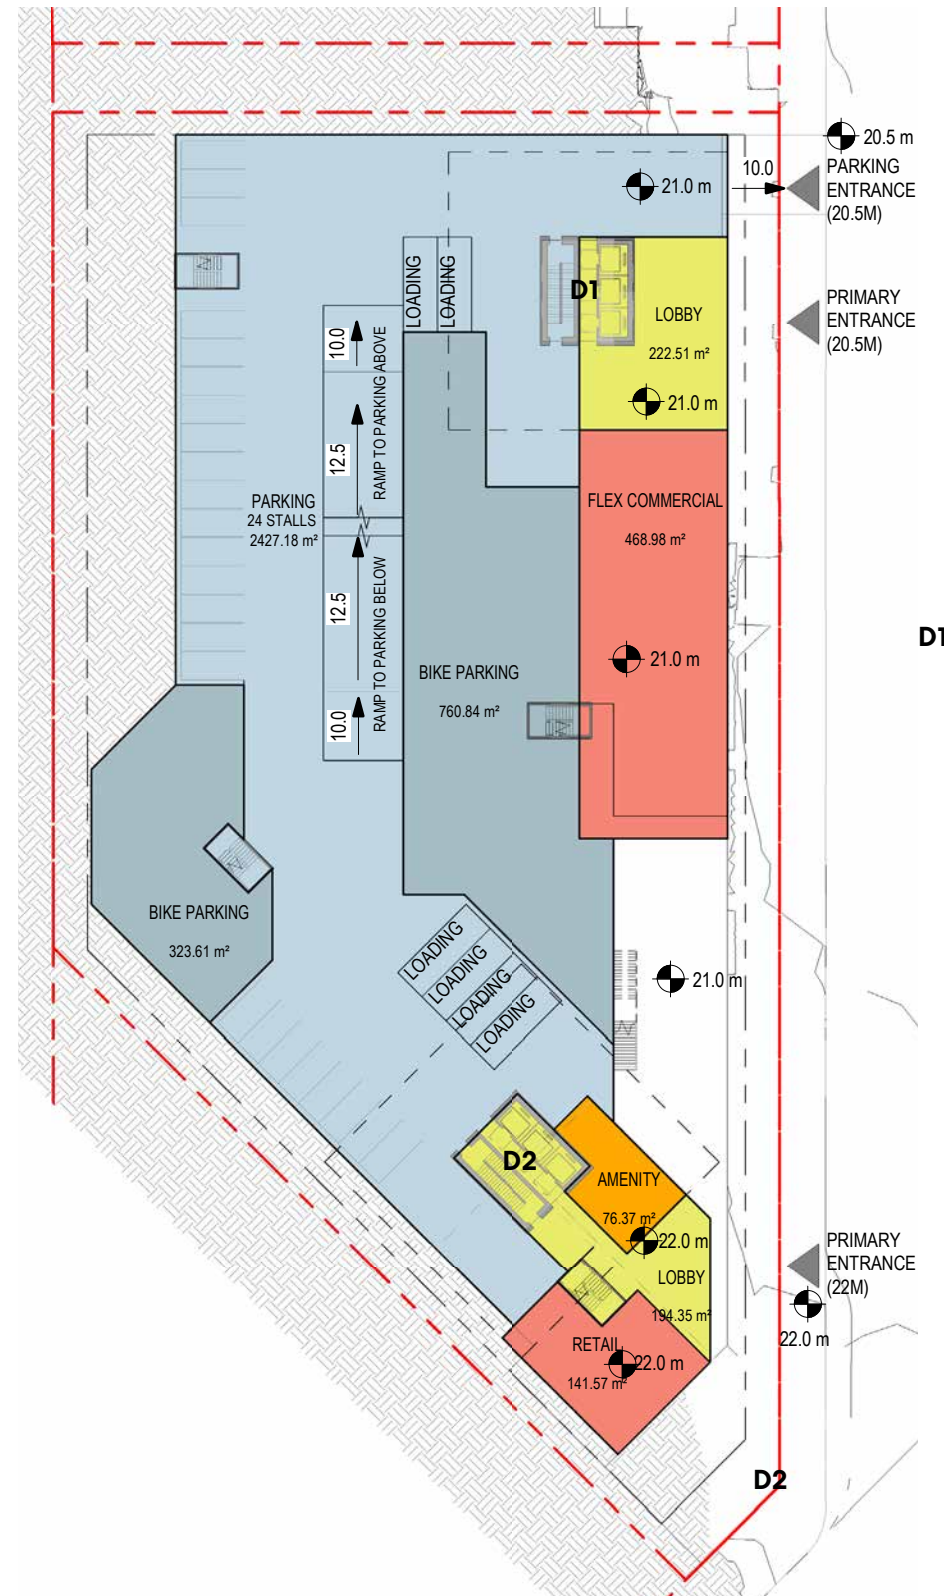 20.5 m
PARKING
ENTRANCE
(20.5M)
10.0
21.0 m
LOADING
LOADING
D1
LOBBY
222.51 m²
21.0 m
PRIMARY
ENTRANCE
(20.5M)
10.0
12.5
RAMP TO PARKING ABOVE
PARKING
24 STALLS
2427.18 m²
FLEX COMMERCIAL
468.98 m²
21.0 m
12.5
10.0
RAMP TO PARKING BELOW
BIKE PARKING
760.84 m²
D1
BIKE PARKING
323.61 m²
LOADING
LOADING
LOADING
LOADING
21.0 m
D2
AMENITY
76.37 m²
22.0 m
LOBBY
194.35 m²
PRIMARY
ENTRANCE
(22M)
22.0 m
RETAIL
22.0 m
141.57 m²
D2